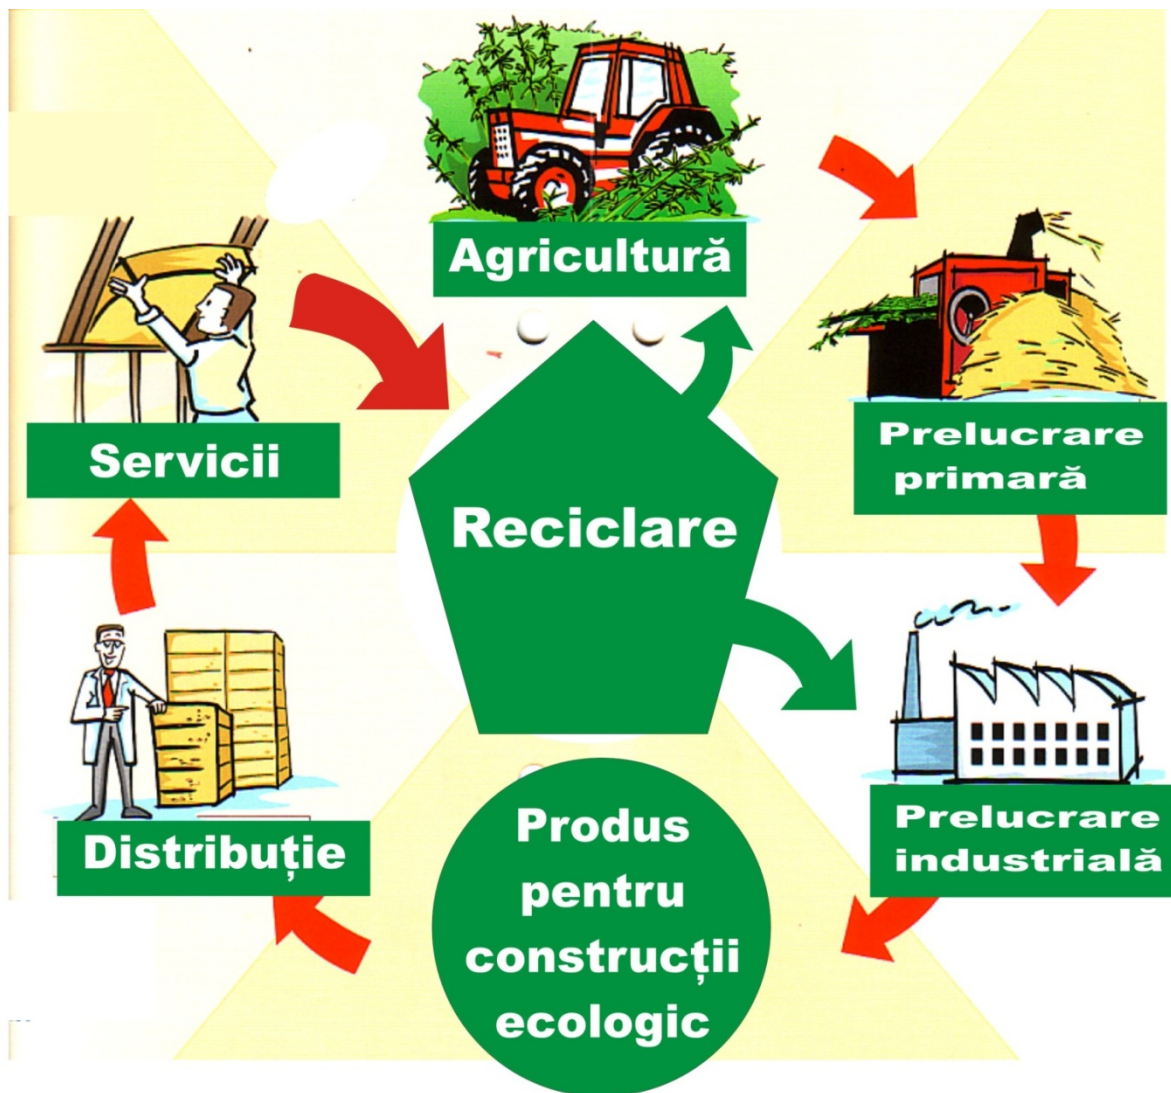 Agricultură
Prelucrare
primară
Servicii
Reciclare
Prelucrare
industrială
Distribuție
Produs
pentru
construcții
ecologic